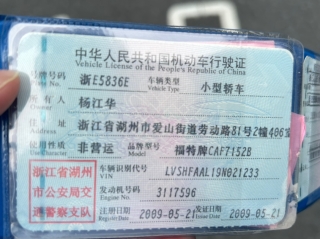 中华人民共和国机动车行驶证
Vehicle License of the People's Republic of China
号牌号码 浙E5836E 车辆类型 小型轿车
Vehicle Type
所有人 杨江华
住址 浙江省湖州市爱山街道劳动路81号2幢406室
使用性质 非营运 品牌型号 福特牌CAF7152B
浙江省湖州
市公安局交
通警察支队
车辆识别代号 LVSHFAAL19N021233
VIN
发动机号码 3117596
Engine No.
注册日期 2009-05-21 发证日期 2009-05-21
Register Date Issue Date